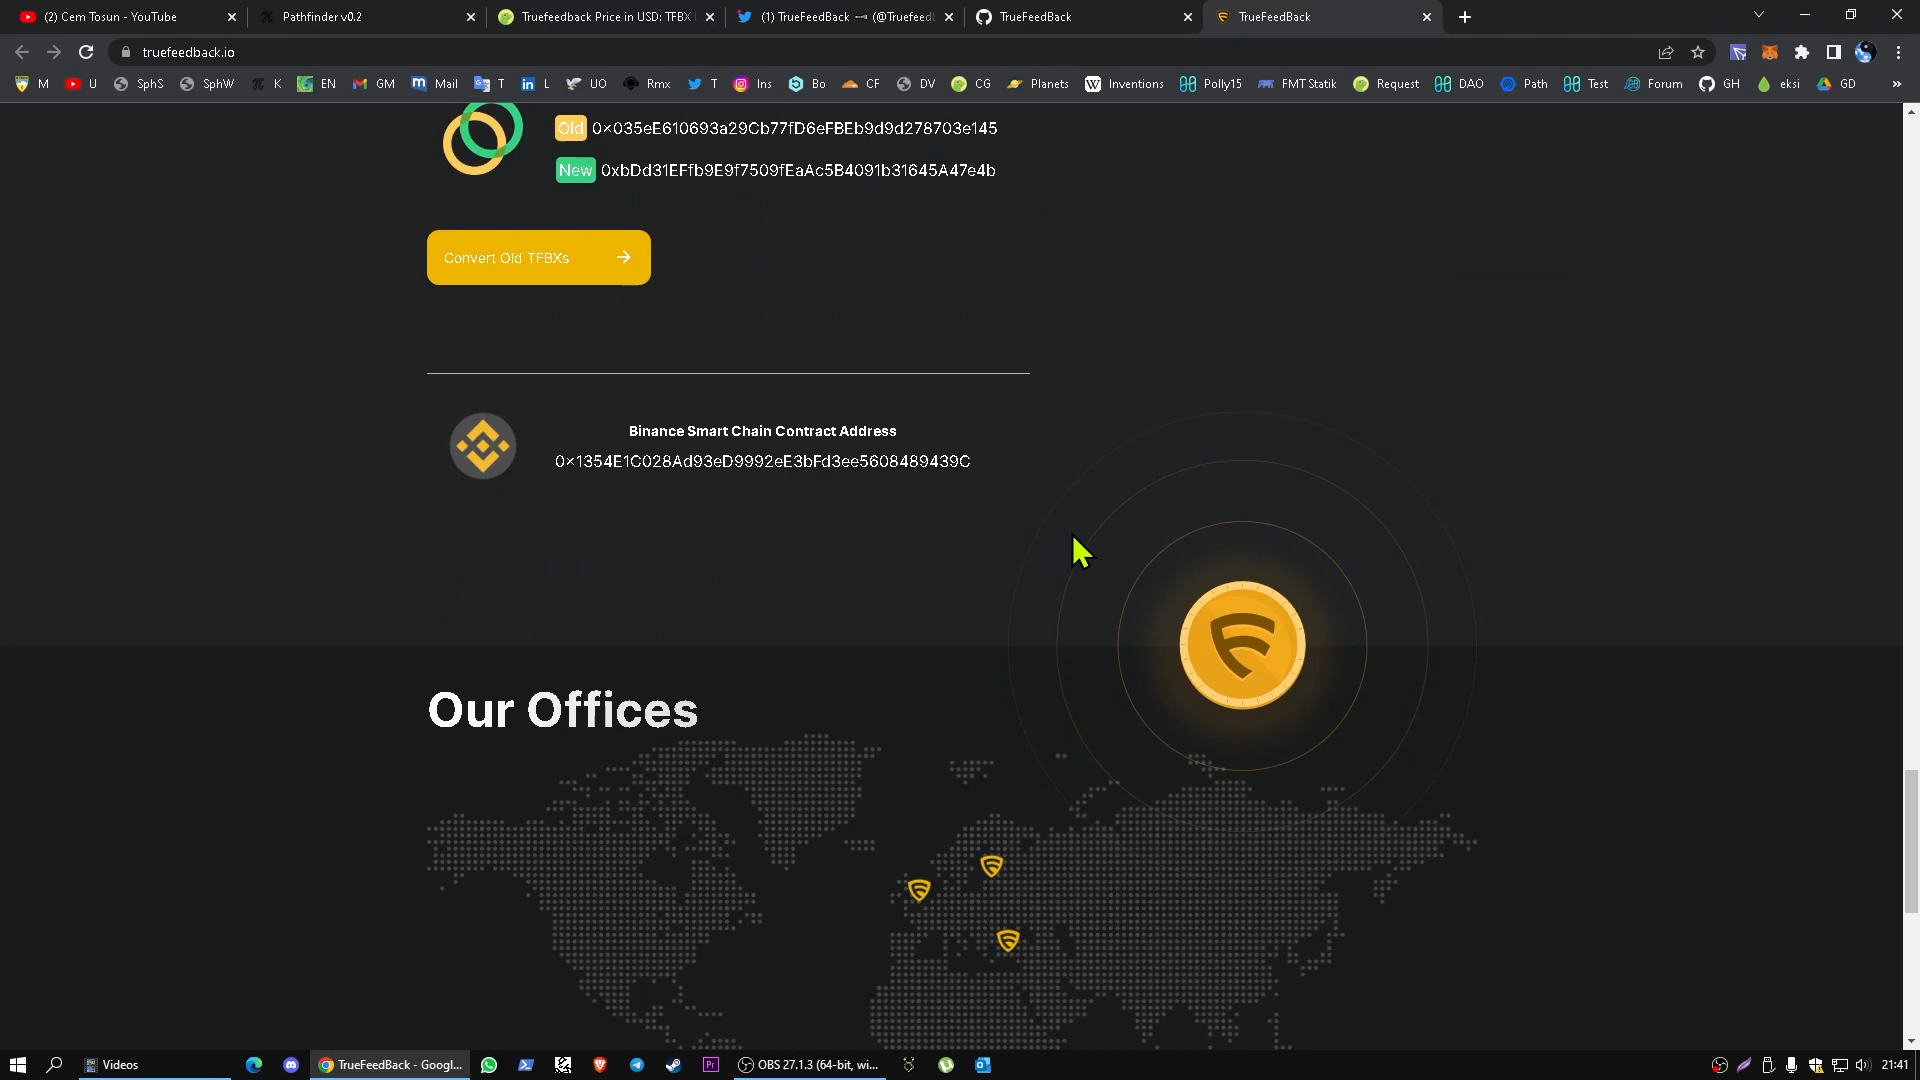 (2) Cem Tosun - YouTube
Pathfinder v0.2
Truefeedback Price in USD: TFBX
(1) TrueFeedBack
TrueFeedBack
TrueFeedBack
truefeedback.io
M U SphS SphW K EN GM Mail T L UO Rmx T Ins Bo CF DV CG Planets Inventions Polly15 FMT Statik Request DAO Path Test Forum GH eksi GD »
Old 0x035eE610693a29Cb77fD6eFBEb9d9d278703e145
New 0xbDd31EFfb9E9f7509fEaAc5B4091b31645A47e4b
Convert Old TFBXs →
Binance Smart Chain Contract Address
0x1354E1C028Ad93eD9992eE3bFd3ee5608489439C
Our Offices
Videos
TrueFeedBack - Googl...
OBS 27.1.3 (64-bit, wi...
21:41